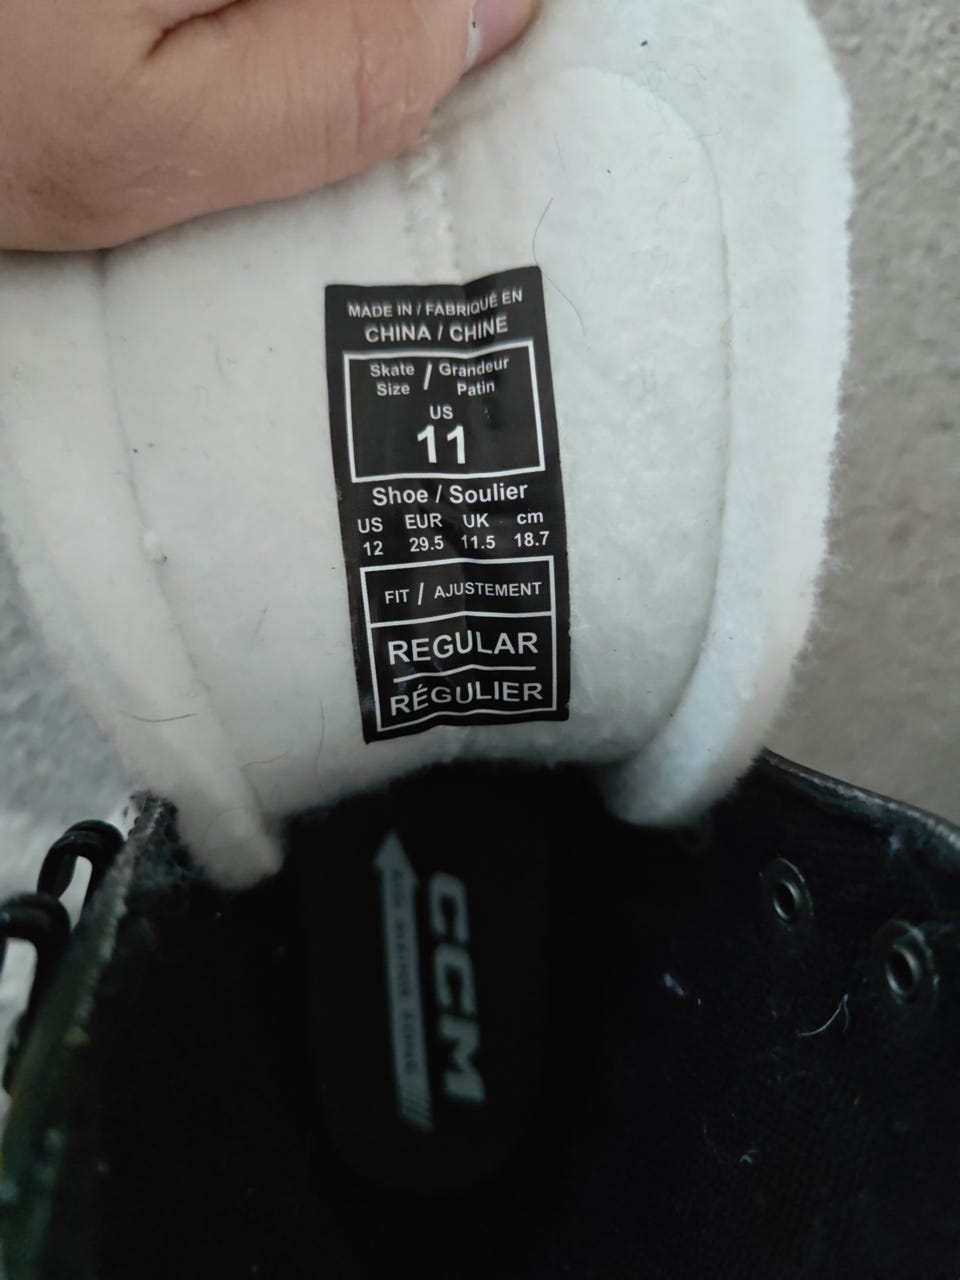 MADE IN / FABRIQUÉ EN
CHINA / CHINE
Skate / Grandeur
Size Patin
US
11
Shoe / Soulier
US EUR UK cm
12 29.5 11.5 18.7
FIT / AJUSTEMENT
REGULAR
RÉGULIER
CCM